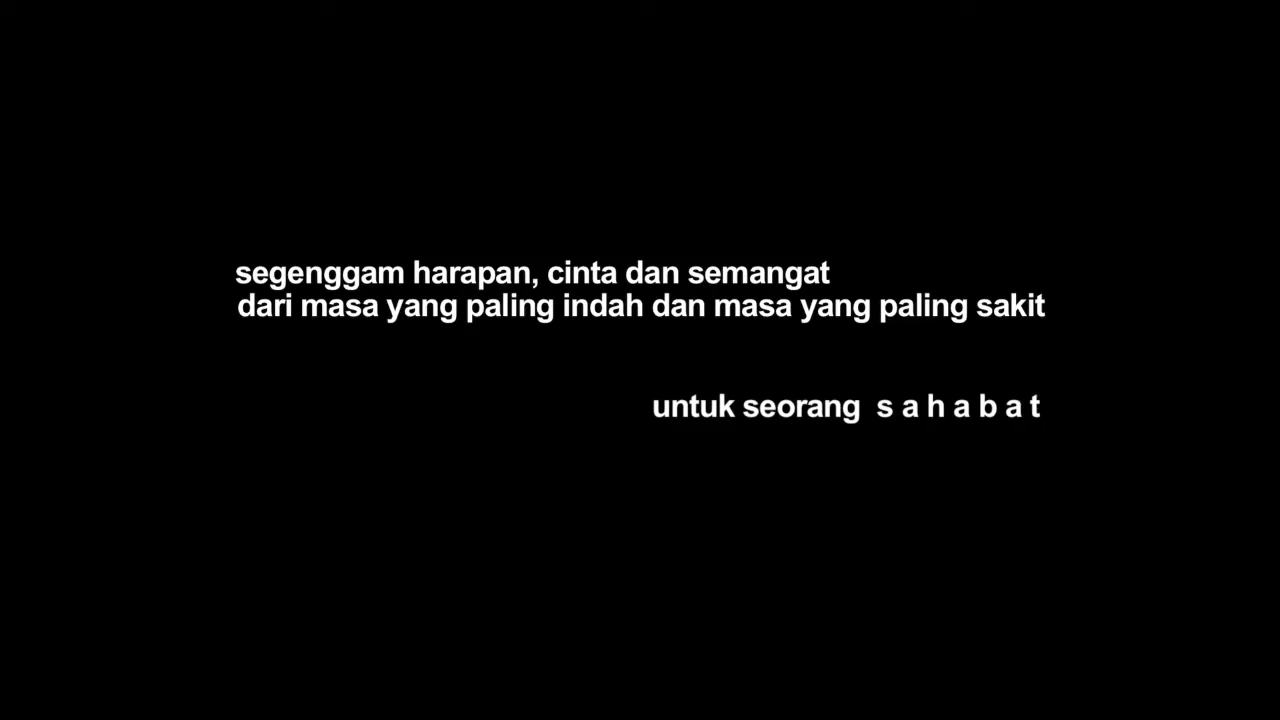 segenggam harapan, cinta dan semangat
dari masa yang paling indah dan masa yang paling sakit
untuk seorang  s a h a b a t